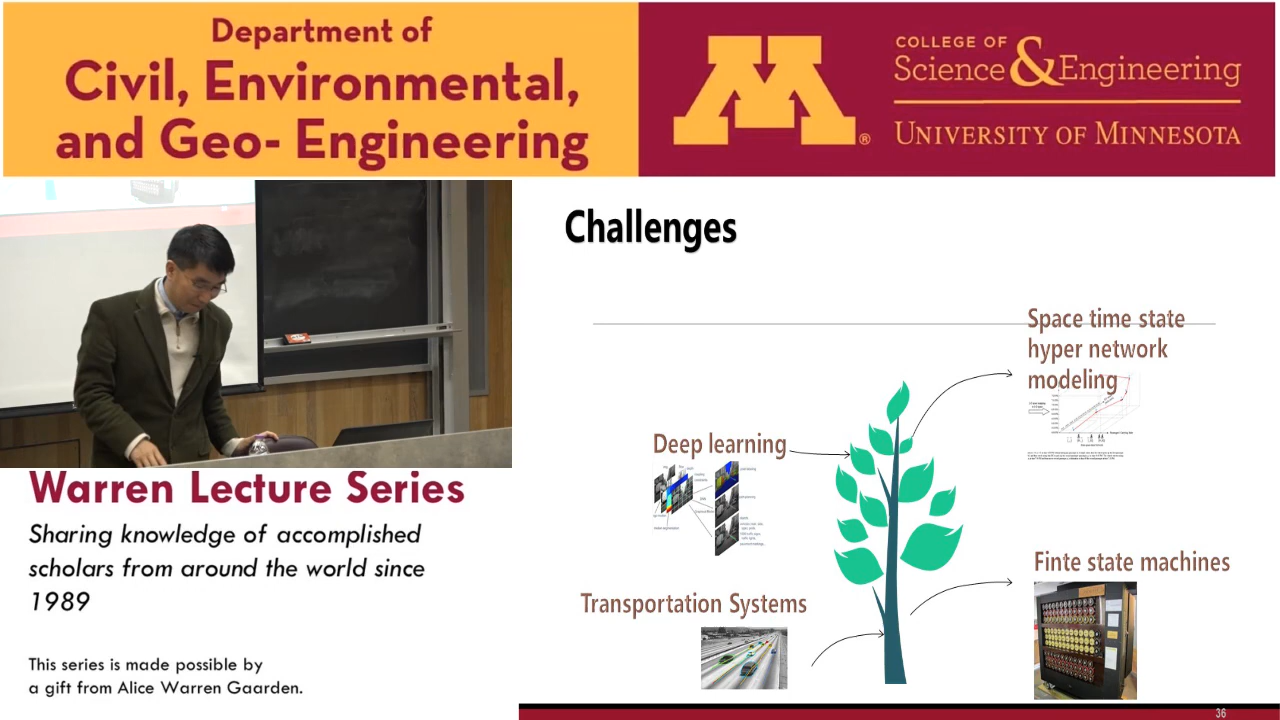 Department of
Civil, Environmental,
and Geo- Engineering
M
®
COLLEGE OF
Science & Engineering
UNIVERSITY OF MINNESOTA
Challenges
Space time state
hyper network
modeling
Deep learning
Finte state machines
Transportation Systems
Warren Lecture Series
Sṯaring knowledge of accomplished
scholars from around the world since
1989
This series is made possible by
a gift from Alice Warren Gaarden.
36